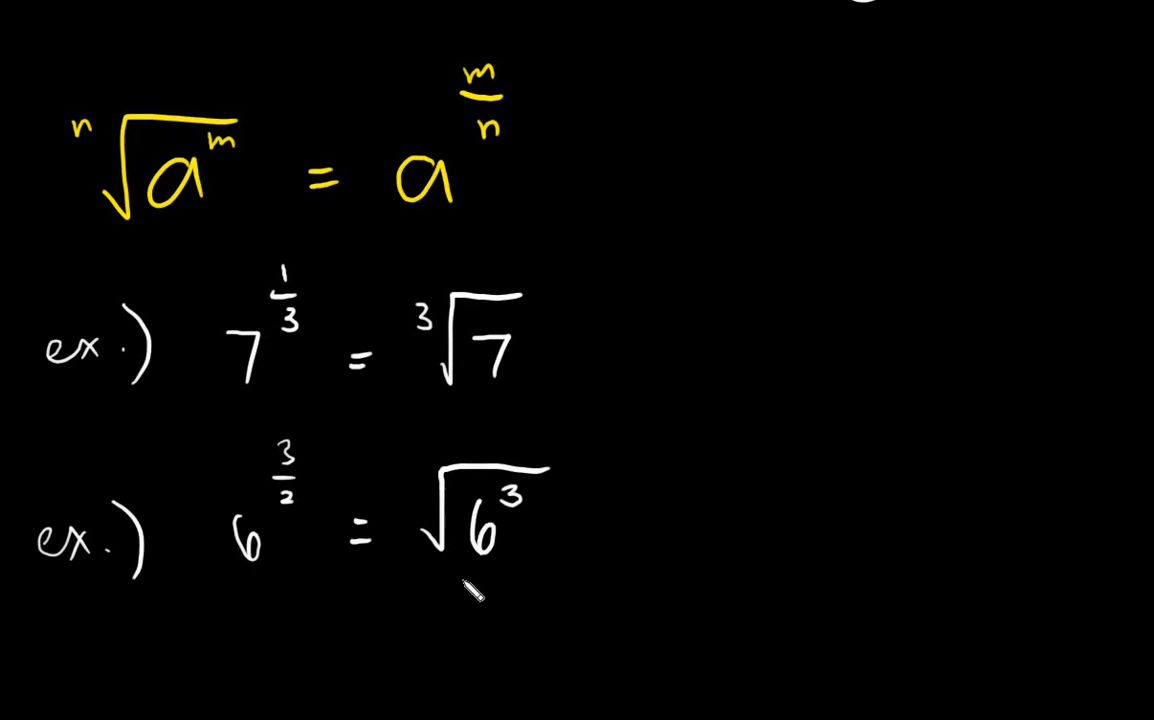 ⁿ√(aᵐ) = a^(m/n)
ex.) 7^(1/3) = ³√7
ex.) 6^(3/2) = √(6³)